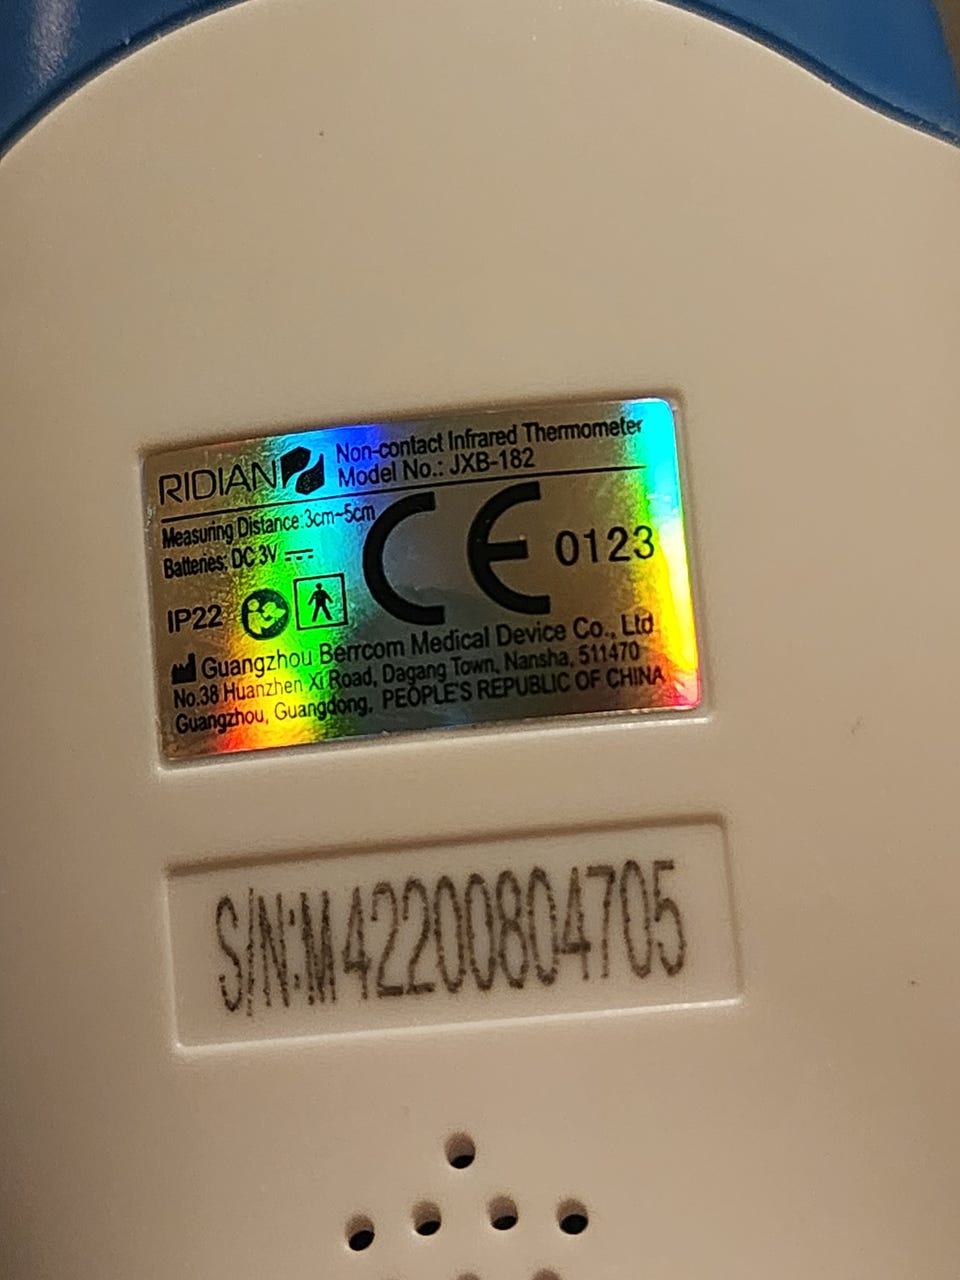 RIDIAN
Non-contact Infrared Thermometer
Model No.: JXB-182
Measuring Distance:3cm~5cm
Batteries: DC 3V
CE 0123
IP22
Guangzhou Berrcom Medical Device Co., Ltd
No.38 Huanzhen Xi Road, Dagang Town, Nansha, 511470
Guangzhou, Guangdong, PEOPLE'S REPUBLIC OF CHINA
S/N:M42200804705